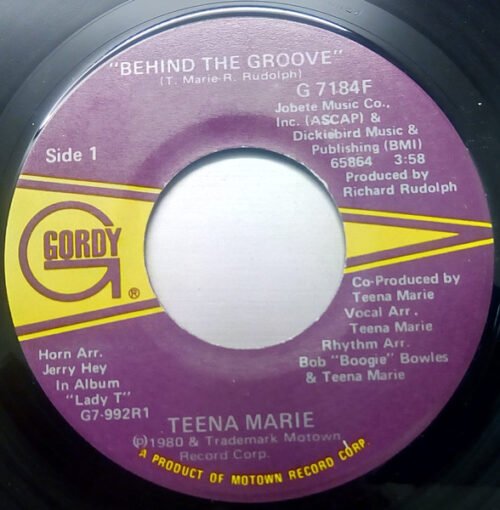 "BEHIND THE GROOVE"
(T. Marie-R. Rudolph)
G 7184F
Jobete Music Co.,
Inc. (ASCAP) &
Dickiebird Music &
Publishing (BMI)
65864 3:58
Produced by
Richard Rudolph
Side 1
GORDY
®
Co-Produced by
Teena Marie
Vocal Arr.
Teena Marie
Rhythm Arr.
Bob "Boogie" Bowles
& Teena Marie
Horn Arr.
Jerry Hey
In Album
"Lady T"
G7-992R1
TEENA MARIE
(p)1980 & Trademark Motown
Record Corp.
A PRODUCT OF MOTOWN RECORD CORP.